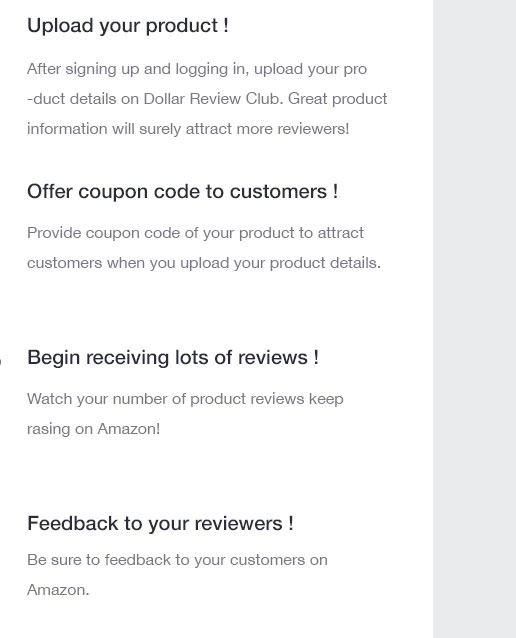 Upload your product !
After signing up and logging in, upload your pro
-duct details on Dollar Review Club. Great product
information will surely attract more reviewers!
Offer coupon code to customers !
Provide coupon code of your product to attract
customers when you upload your product details.
Begin receiving lots of reviews !
Watch your number of product reviews keep
rasing on Amazon!
Feedback to your reviewers !
Be sure to feedback to your customers on
Amazon.